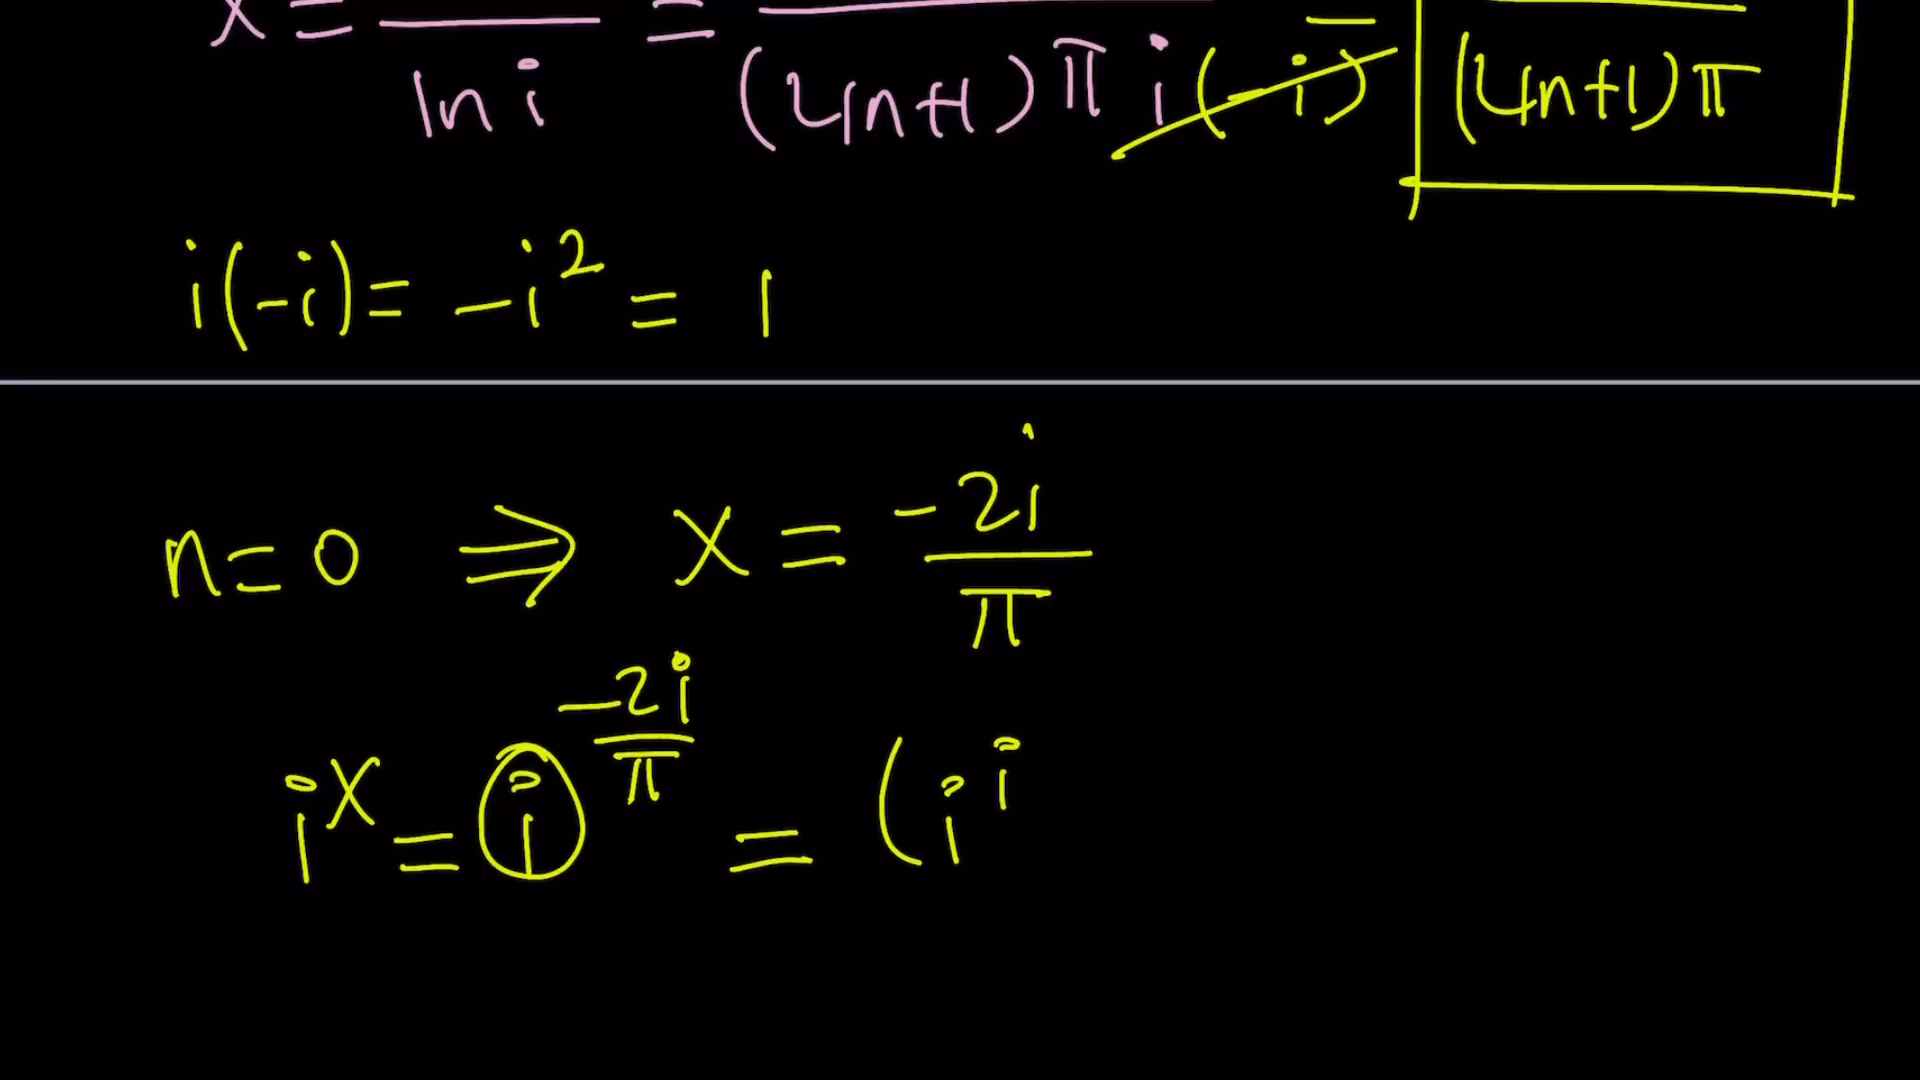 x = ― / ln i = ― / (4n+1) π i (-i) = ― / (4n+1) π
i(-i) = -i² = 1
n=0 ⇒ x = -2i / π
i^x = i^(-2i/π) = (i^i